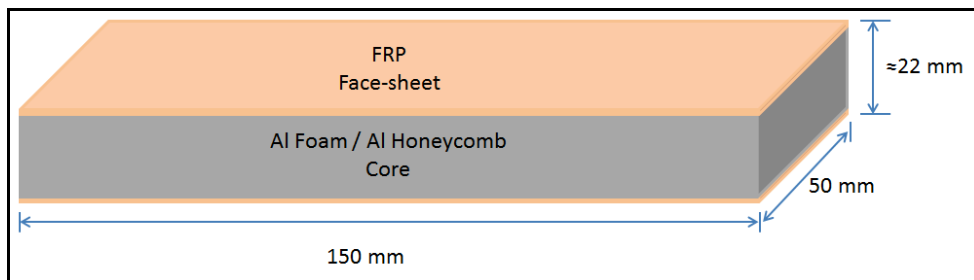 FRP
Face-sheet
≈22 mm
Al Foam / Al Honeycomb
Core
50 mm
150 mm